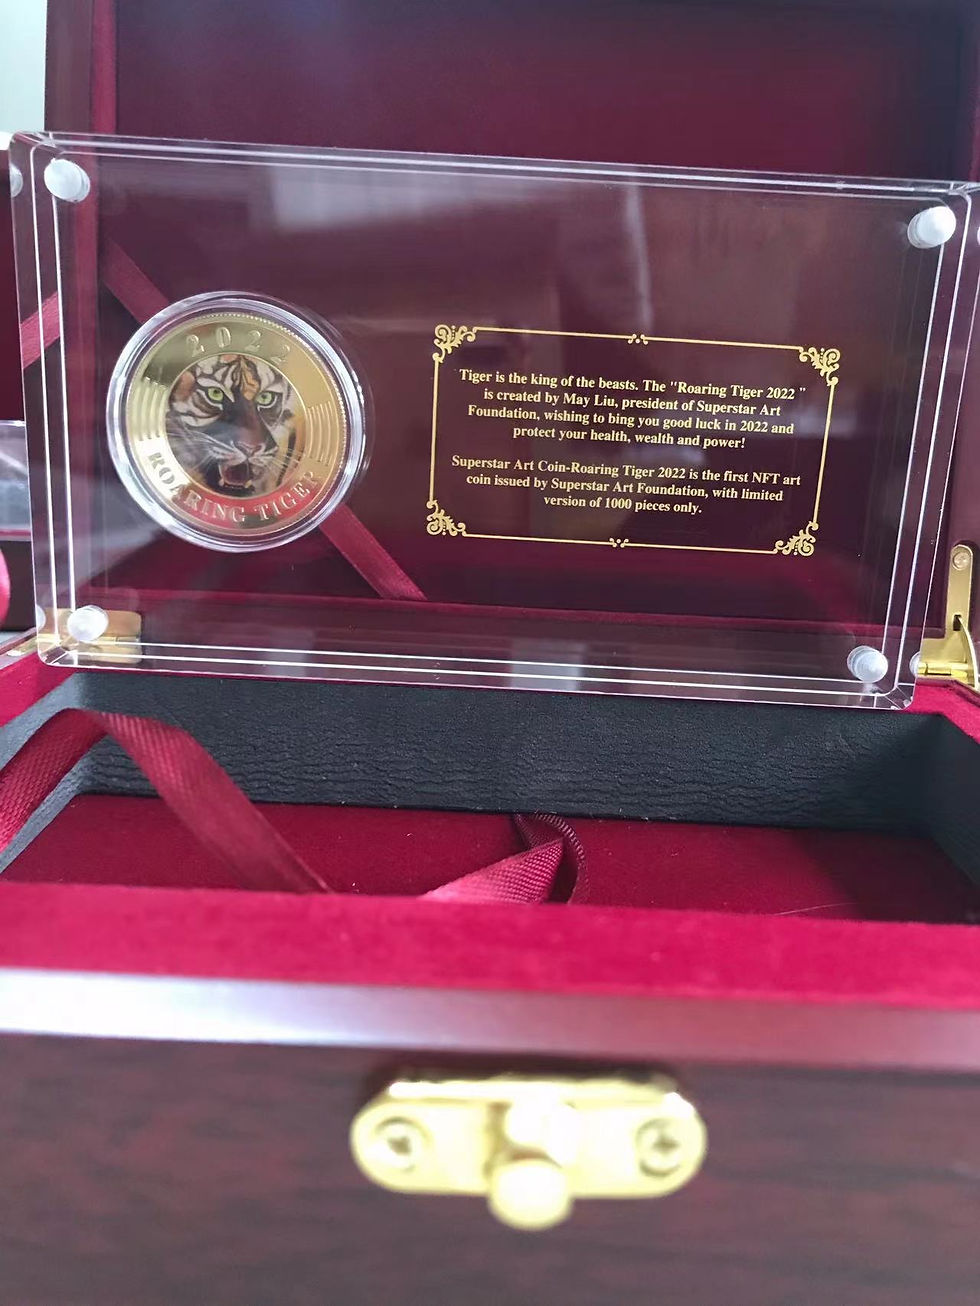 2022
ROARING TIGER
Tiger is the king of the beasts. The "Roaring Tiger 2022 "
is created by May Liu, president of Superstar Art
Foundation, wishing to bing you good luck in 2022 and
protect your health, wealth and power!
Superstar Art Coin-Roaring Tiger 2022 is the first NFT art
coin issued by Superstar Art Foundation, with limited
version of 1000 pieces only.